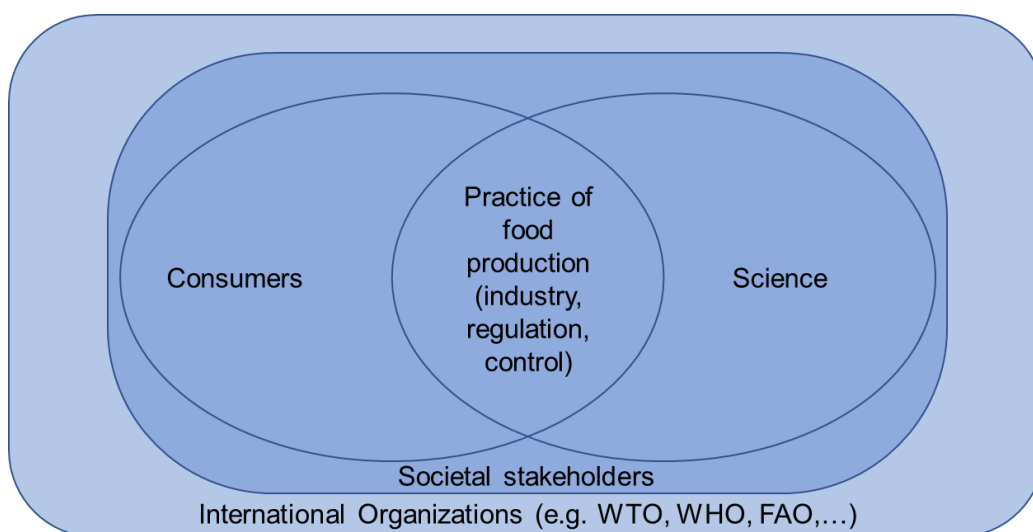 Consumers
Practice of
food
production
(industry,
regulation,
control)
Science
Societal stakeholders
International Organizations (e.g. WTO, WHO, FAO,…)